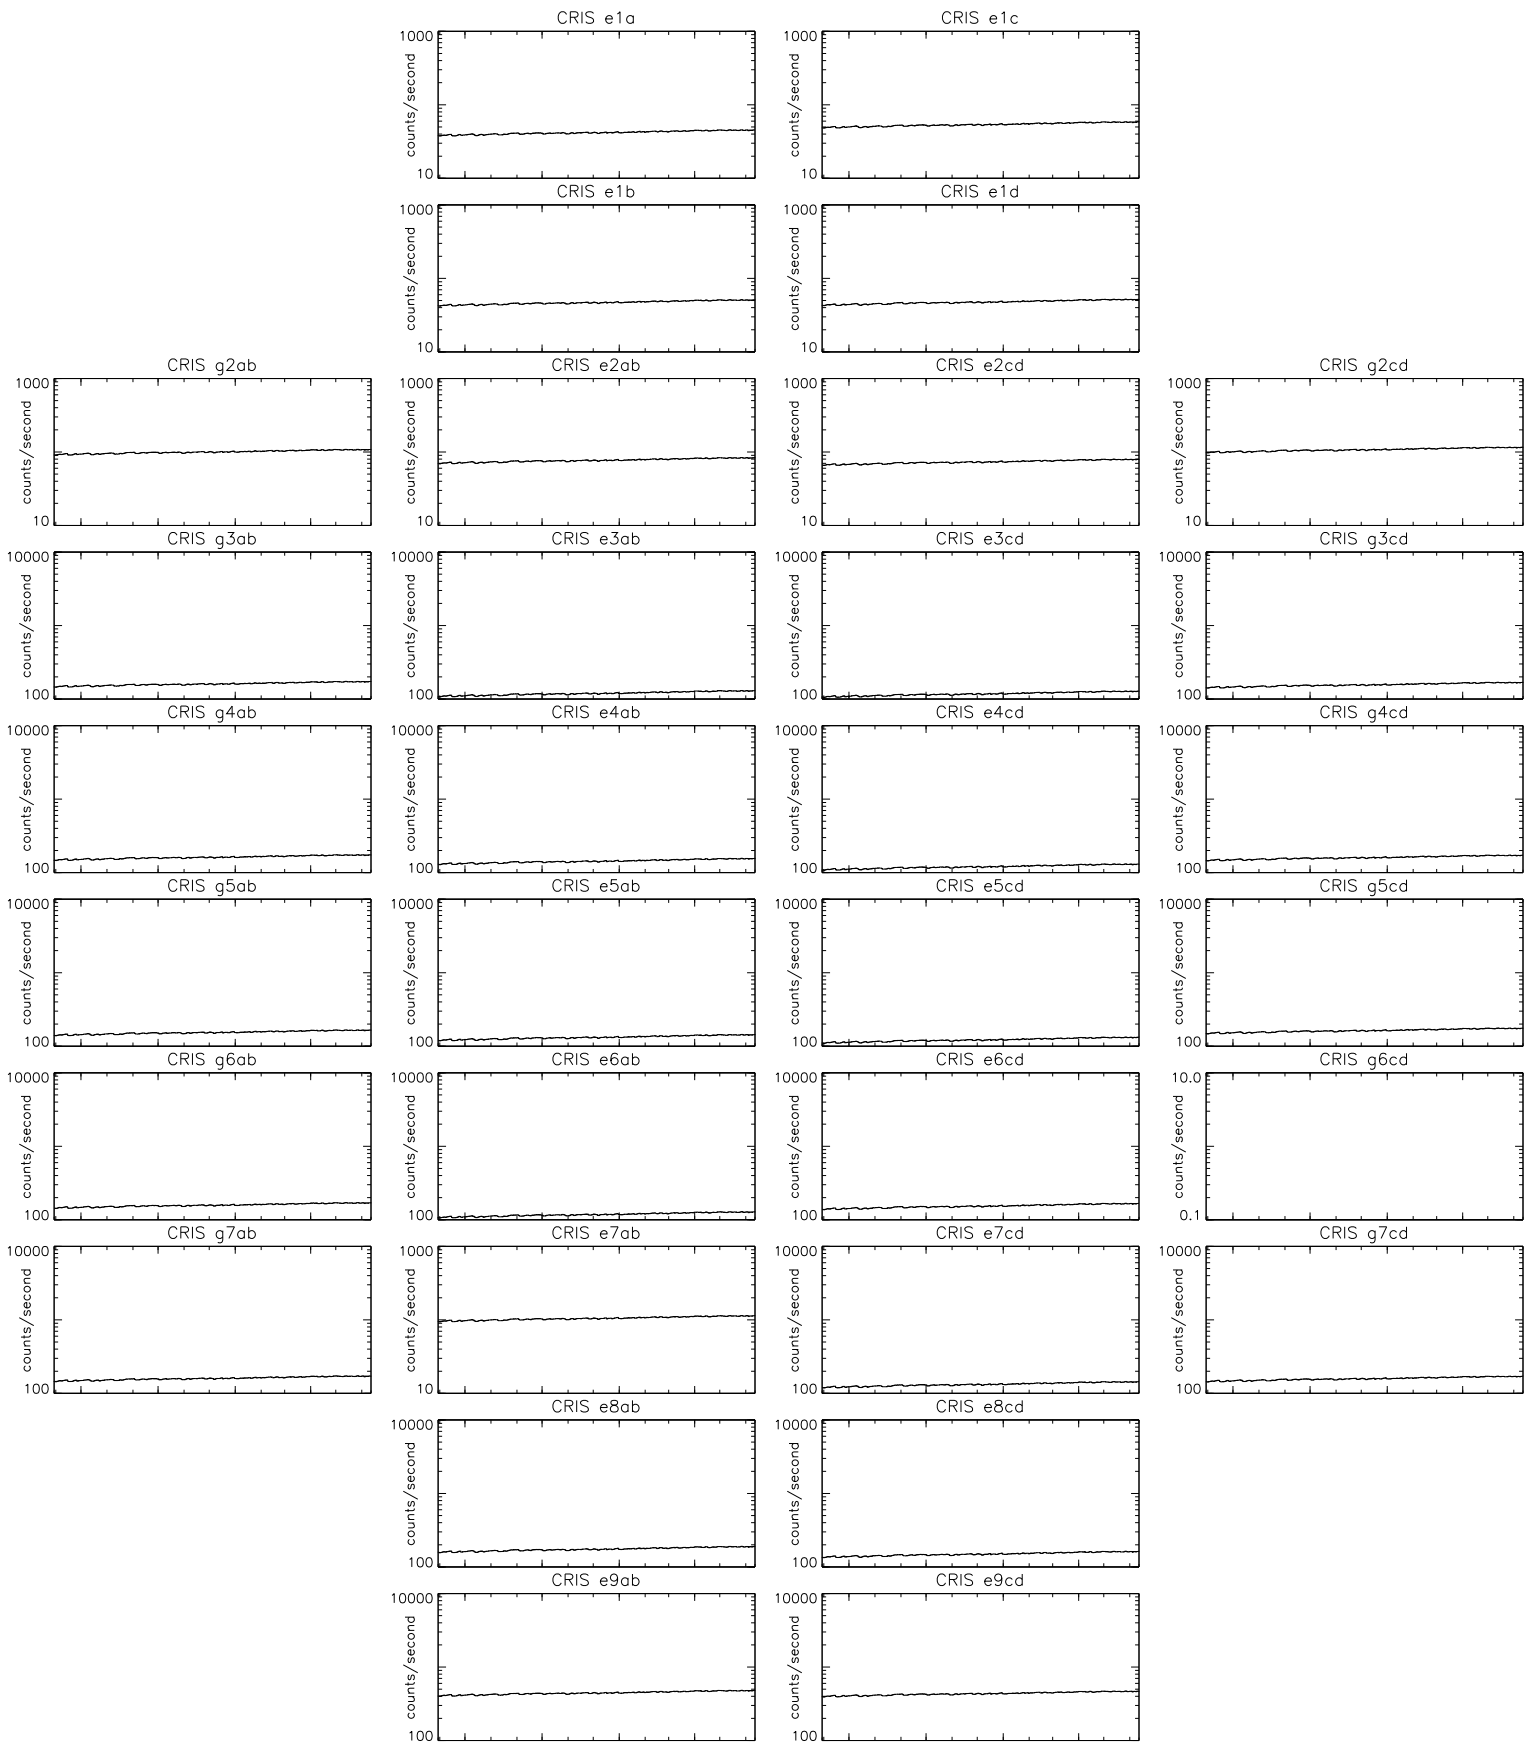 CRIS e1a
CRIS e1c
1000
counts/second
10
1000
counts/second
10
CRIS e1b
CRIS e1d
1000
counts/second
10
1000
counts/second
10
CRIS g2ab
CRIS e2ab
CRIS e2cd
CRIS g2cd
1000
counts/second
10
1000
counts/second
10
1000
counts/second
10
1000
counts/second
10
CRIS g3ab
CRIS e3ab
CRIS e3cd
CRIS g3cd
10000
counts/second
100
10000
counts/second
100
10000
counts/second
100
10000
counts/second
100
CRIS g4ab
CRIS e4ab
CRIS e4cd
CRIS g4cd
10000
counts/second
100
10000
counts/second
100
10000
counts/second
100
10000
counts/second
100
CRIS g5ab
CRIS e5ab
CRIS e5cd
CRIS g5cd
10000
counts/second
100
10000
counts/second
100
10000
counts/second
100
10000
counts/second
100
CRIS g6ab
CRIS e6ab
CRIS e6cd
CRIS g6cd
10000
counts/second
100
10000
counts/second
100
10000
counts/second
100
10.0
counts/second
0.1
CRIS g7ab
CRIS e7ab
CRIS e7cd
CRIS g7cd
10000
counts/second
100
1000
counts/second
10
10000
counts/second
100
10000
counts/second
100
CRIS e8ab
CRIS e8cd
10000
counts/second
100
10000
counts/second
100
CRIS e9ab
CRIS e9cd
10000
counts/second
100
10000
counts/second
100